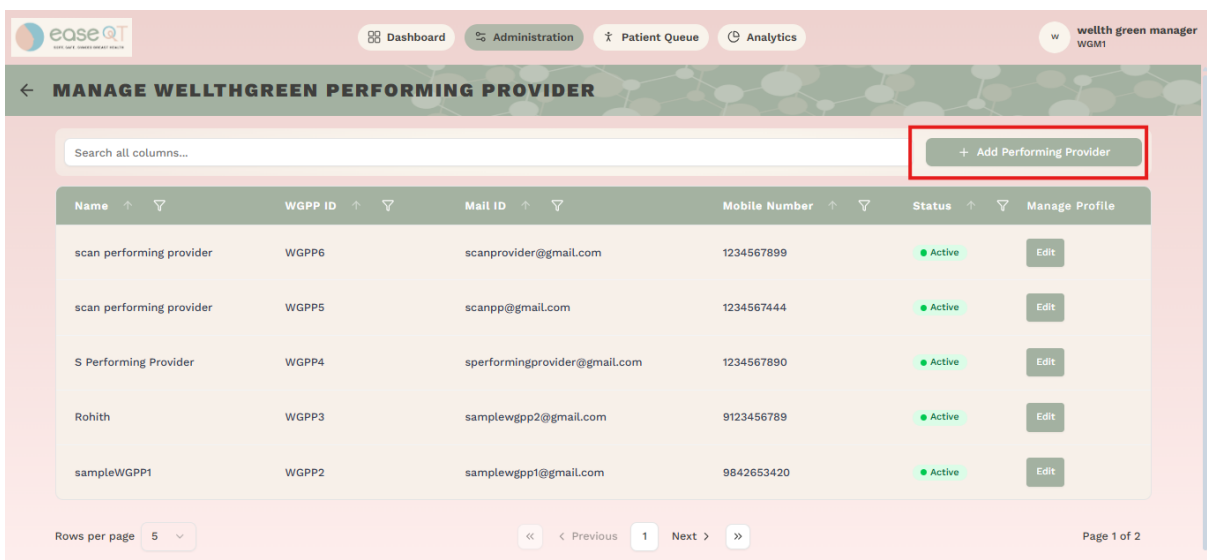 easeQT
Dashboard
Administration
Patient Queue
Analytics
W
wellth green manager
WGM1
MANAGE WELLTHGREEN PERFORMING PROVIDER
Search all columns...
+ Add Performing Provider
Name WGPP ID Mail ID Mobile Number Status Manage Profile
scan performing provider WGPP6 scanprovider@gmail.com 1234567899 Active Edit
scan performing provider WGPP5 scanpp@gmail.com 1234567444 Active Edit
S Performing Provider WGPP4 sperformingprovider@gmail.com 1234567890 Active Edit
Rohith WGPP3 samplewgpp2@gmail.com 9123456789 Active Edit
sampleWGPP1 WGPP2 samplewgpp1@gmail.com 9842653420 Active Edit
Rows per page 5 « < Previous 1 Next > » Page 1 of 2